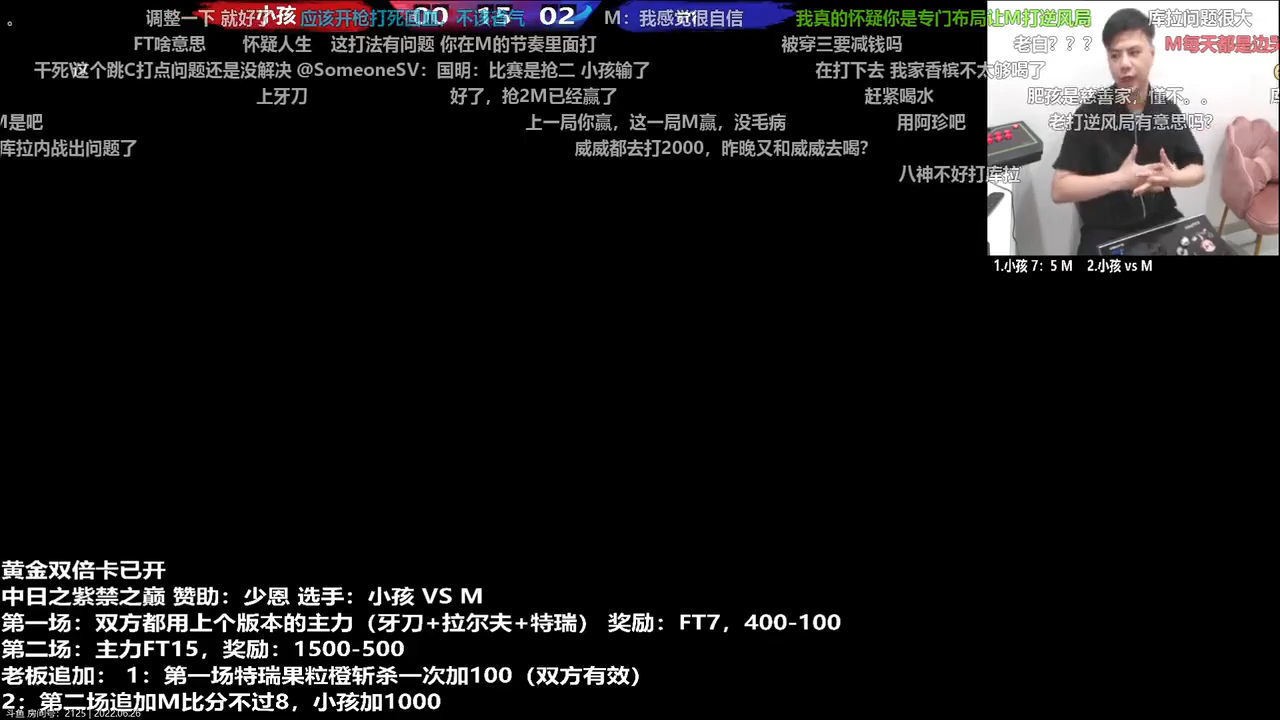 。 调整一下 就好了 小孩 应该开枪打死回血，不该省气 00 15 02 M：我感觉很自信 我真的怀疑你是专门布局让M打逆风局 库拉问题很大
FT啥意思 怀疑人生 这打法有问题 你在M的节奏里面打 被穿三要减钱吗 老白？？？ M每天都是边
干死 这个跳C打点问题还是没解决 @SomeoneSV：国明：比赛是抢二 小孩输了 在打下去 我家香槟不太够喝了
上牙刀 好了，抢2M已经赢了 赶紧喝水 肥孩是慈善家，懂不。。
M是吧 上一局你赢，这一局M赢，没毛病 用阿珍吧 老打逆风局有意思吗？
库拉内战出问题了 威威都去打2000，昨晚又和威威去喝？
八神不好打库拉
1.小孩 7：5 M 2.小孩 vs M
黄金双倍卡已开
中日之紫禁之巅 赞助：少恩 选手：小孩 VS M
第一场：双方都用上个版本的主力（牙刀+拉尔夫+特瑞） 奖励：FT7，400-100
第二场：主力FT15，奖励：1500-500
老板追加： 1：第一场特瑞果粒橙斩杀一次加100（双方有效）
2：第二场追加M比分不过8，小孩加1000
斗鱼 房间号：2125 | 2022.06.26